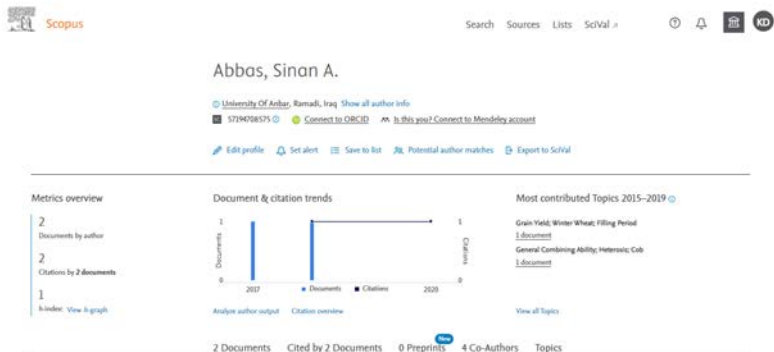 Scopus
Search Sources Lists SciVal ↗
KD
Abbas, Sinan A.
University Of Anbar, Ramadi, Iraq Show all author info
57194708575 Connect to ORCID Is this you? Connect to Mendeley account
Edit profile Set alert Save to list Potential author matches Export to SciVal
Metrics overview
2
Documents by author
2
Citations by 2 documents
1
h-index: View h-graph
Document & citation trends
1 1
Documents
Citations
0 0
2017 2020
Documents Citations
Analyze author output Citation overview
Most contributed Topics 2015–2019
Grain Yield; Winter Wheat; Filling Period
1 document
General Combining Ability; Heterosis; Cob
1 document
View all Topics
New
2 Documents Cited by 2 Documents 0 Preprints 4 Co-Authors Topics